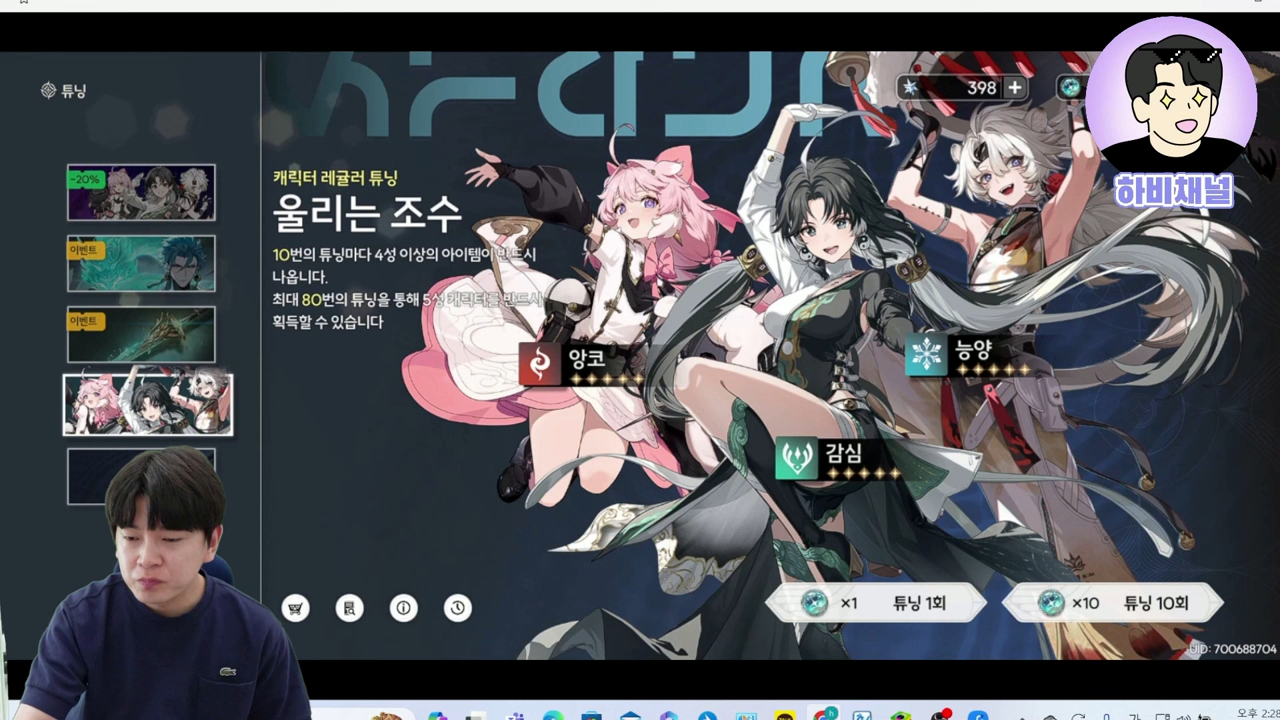 튜닝
-20%
이벤트
이벤트
캐릭터 레귤러 튜닝
울리는 조수
10번의 튜닝마다 4성 이상의 아이템이 반드시
나옵니다.
최대 80번의 튜닝을 통해 5성 캐릭터를 반드시
획득할 수 있습니다
398
하비채널
앙코
능양
감심
×1 튜닝 1회
×10 튜닝 10회
UID: 700688704
오후 2:28